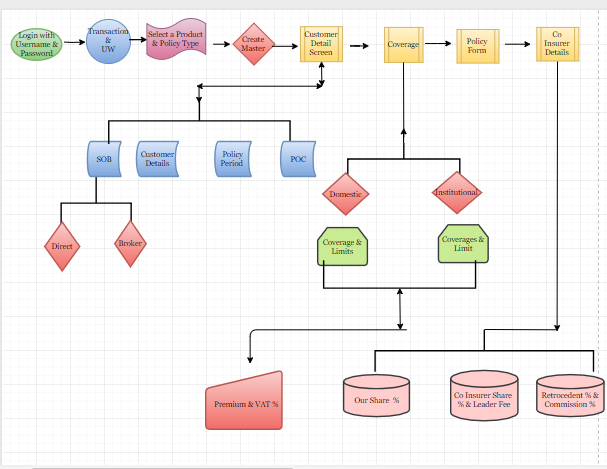 Login with
Username &
Password
Transaction
&
UW
Select a Product
& Policy Type
Create
Master
Customer
Detail
Screen
Coverage
Policy
Form
Co
Insurer
Details
SOB
Customer
Details
Policy
Period
POC
Domestic
Institutional
Direct
Broker
Coverage &
Limits
Coverages &
Limit
Premium & VAT %
Our Share %
Co Insurer Share
% & Leader Fee
Retrocedent % &
Commission %